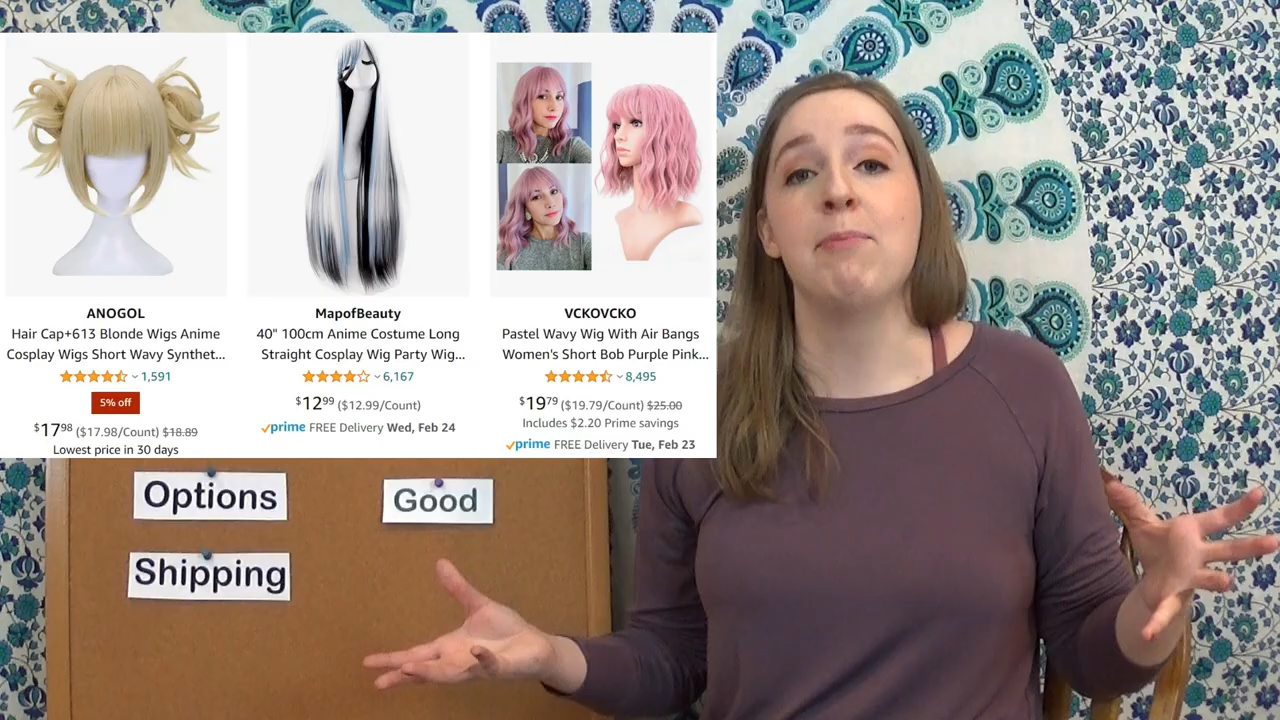 ANOGOL
Hair Cap+613 Blonde Wigs Anime
Cosplay Wigs Short Wavy Synthet...
1,591
5% off
$17.98 ($17.98/Count) $18.89
Lowest price in 30 days
MapofBeauty
40" 100cm Anime Costume Long
Straight Cosplay Wig Party Wig...
6,167
$12.99 ($12.99/Count)
prime FREE Delivery Wed, Feb 24
VCKOVCKO
Pastel Wavy Wig With Air Bangs
Women's Short Bob Purple Pink...
8,495
$19.79 ($19.79/Count) $25.00
Includes $2.20 Prime savings
prime FREE Delivery Tue, Feb 23
Options
Good
Shipping